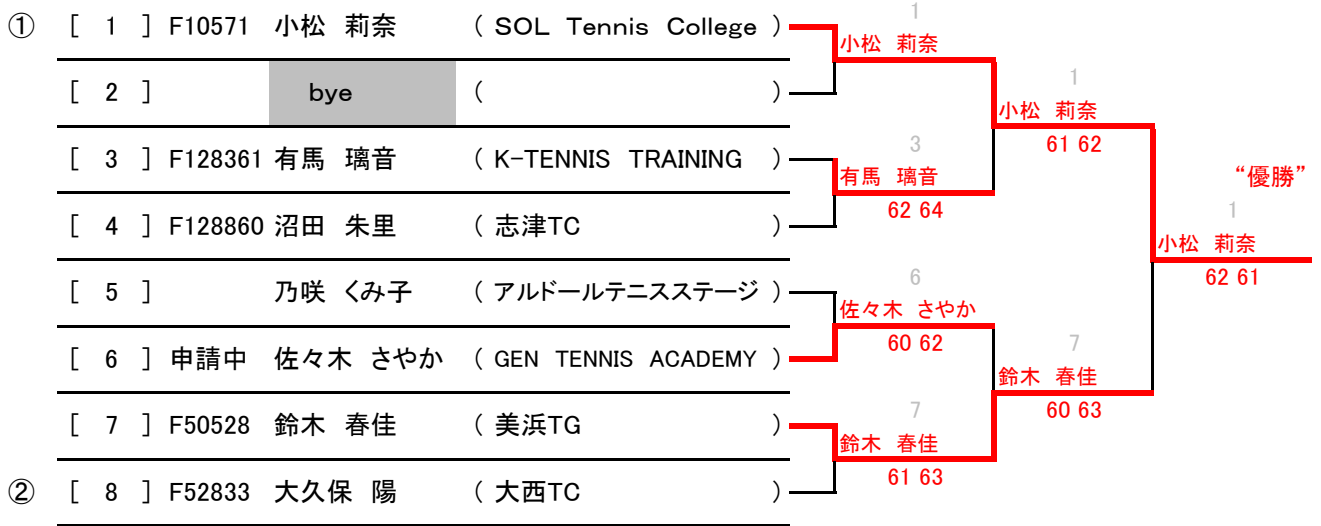 ① [ 1 ] F10571 小松 莉奈 ( SOL Tennis College )
[ 2 ] bye ( )
[ 3 ] F128361 有馬 璃音 ( K-TENNIS TRAINING )
[ 4 ] F128860 沼田 朱里 ( 志津TC )
[ 5 ] 乃咲 くみ子 ( アルドールテニスステージ )
[ 6 ] 申請中 佐々木 さやか ( GEN TENNIS ACADEMY )
[ 7 ] F50528 鈴木 春佳 ( 美浜TG )
② [ 8 ] F52833 大久保 陽 ( 大西TC )
1
小松 莉奈
3
有馬 璃音
62 64
6
佐々木 さやか
60 62
7
鈴木 春佳
61 63
1
小松 莉奈
61 62
7
鈴木 春佳
60 63
“優勝”
1
小松 莉奈
62 61